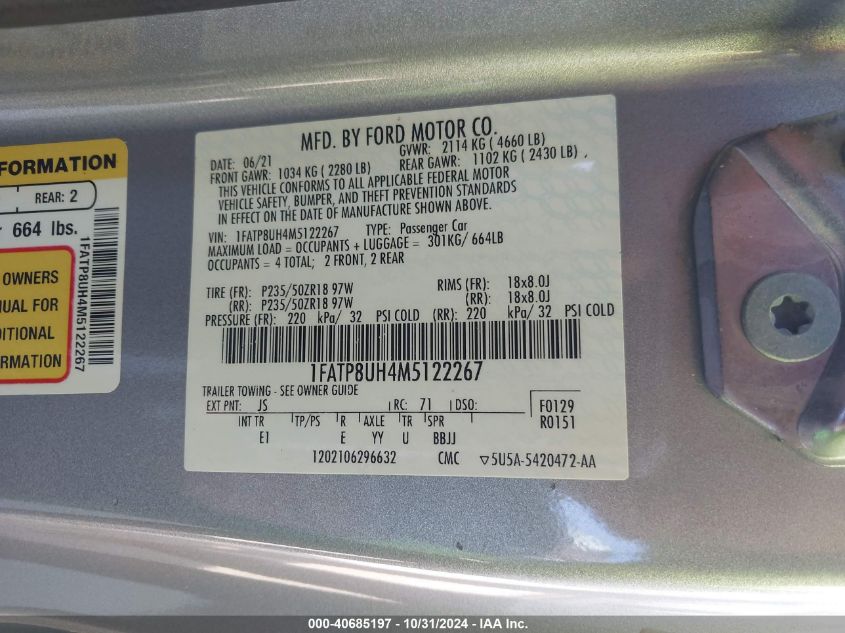 FORMATION
REAR: 2
664 lbs.
OWNERS
NUAL FOR
DITIONAL
FORMATION
1FATP8UH4M5122267
MFD. BY FORD MOTOR CO.
DATE: 06/21 GVWR: 2114 KG ( 4660 LB)
FRONT GAWR: 1034 KG ( 2280 LB) REAR GAWR: 1102 KG ( 2430 LB)
THIS VEHICLE CONFORMS TO ALL APPLICABLE FEDERAL MOTOR
VEHICLE SAFETY, BUMPER, AND THEFT PREVENTION STANDARDS
IN EFFECT ON THE DATE OF MANUFACTURE SHOWN ABOVE.
VIN: 1FATP8UH4M5122267 TYPE: Passenger Car
MAXIMUM LOAD = OCCUPANTS + LUGGAGE = 301KG/ 664LB
OCCUPANTS = 4 TOTAL; 2 FRONT, 2 REAR
TIRE (FR): P235/50ZR18 97W RIMS (FR): 18x8.0J
(RR): P235/50ZR18 97W (RR): 18x8.0J
PRESSURE (FR): 220 kPa/ 32 PSI COLD (RR): 220 kPa/ 32 PSI COLD
1FATP8UH4M5122267
TRAILER TOWING - SEE OWNER GUIDE
EXT PNT: JS RC: 71 DSO: F0129
INT TR TP/PS R AXLE TR SPR R0151
E1 E YY U BBJJ
1202106296632 CMC ▽5U5A-5420472-AA
000-40685197 - 10/31/2024 - IAA Inc.